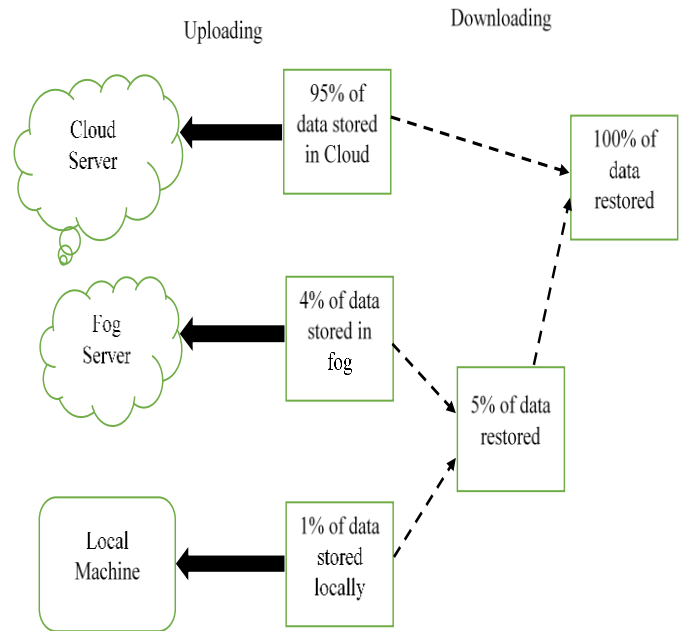 Uploading
Downloading
Cloud
Server
95% of
data stored
in Cloud
100% of
data
restored
Fog
Server
4% of data
stored in
fog
5% of data
restored
Local
Machine
1% of data
stored
locally